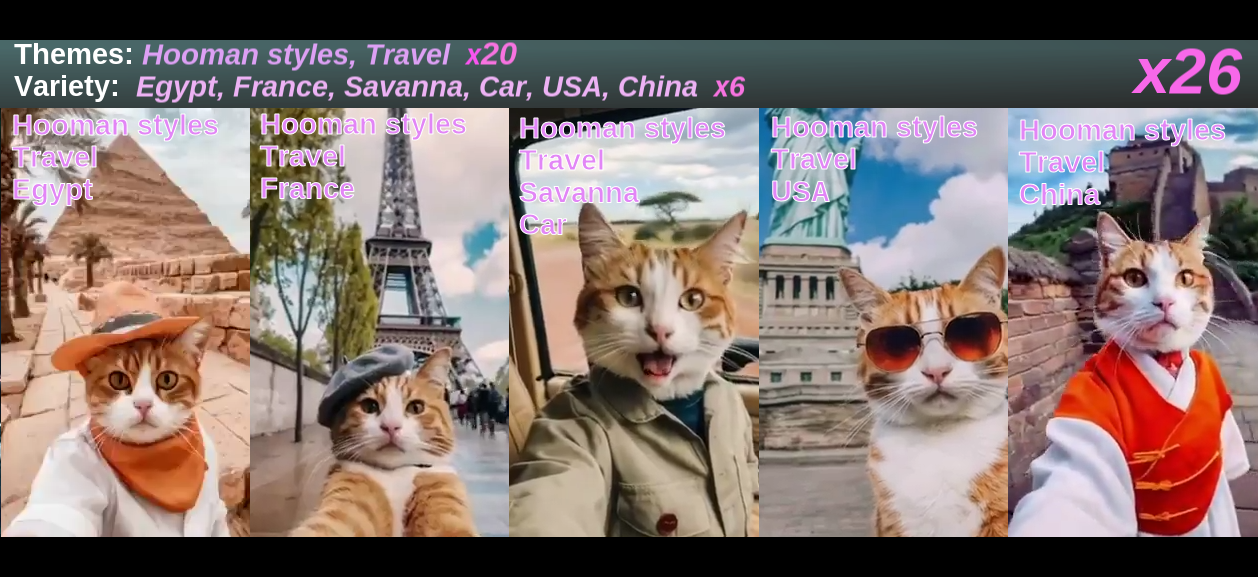 Themes: Hooman styles, Travel x20
Variety: Egypt, France, Savanna, Car, USA, China x6
x26
Hooman styles
Travel
Egypt
Hooman styles
Travel
France
Hooman styles
Travel
Savanna
Car
Hooman styles
Travel
USA
Hooman styles
Travel
China